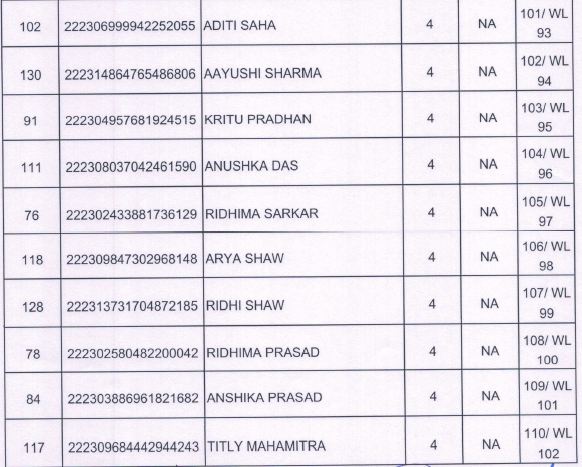 102 222306999942252055 ADITI SAHA 4 NA 101/ WL
93
130 222314864765486806 AAYUSHI SHARMA 4 NA 102/ WL
94
91 222304957681924515 KRITU PRADHAN 4 NA 103/ WL
95
111 222308037042461590 ANUSHKA DAS 4 NA 104/ WL
96
76 222302433881736129 RIDHIMA SARKAR 4 NA 105/ WL
97
118 222309847302968148 ARYA SHAW 4 NA 106/ WL
98
128 222313731704872185 RIDHI SHAW 4 NA 107/ WL
99
78 222302580482200042 RIDHIMA PRASAD 4 NA 108/ WL
100
84 222303886961821682 ANSHIKA PRASAD 4 NA 109/ WL
101
117 222309684442944243 TITLY MAHAMITRA 4 NA 110/ WL
102